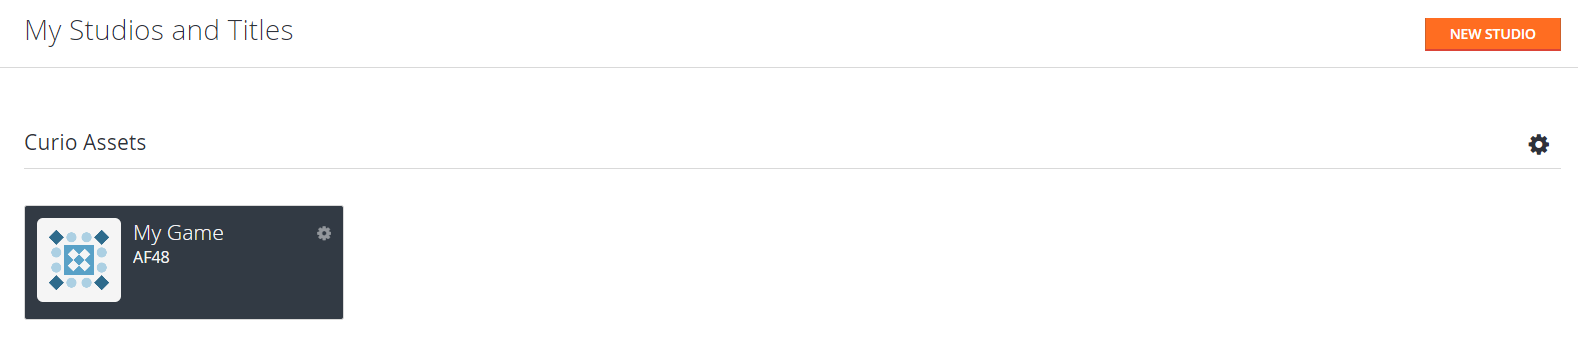 My Studios and Titles
NEW STUDIO
Curio Assets
My Game
AF48